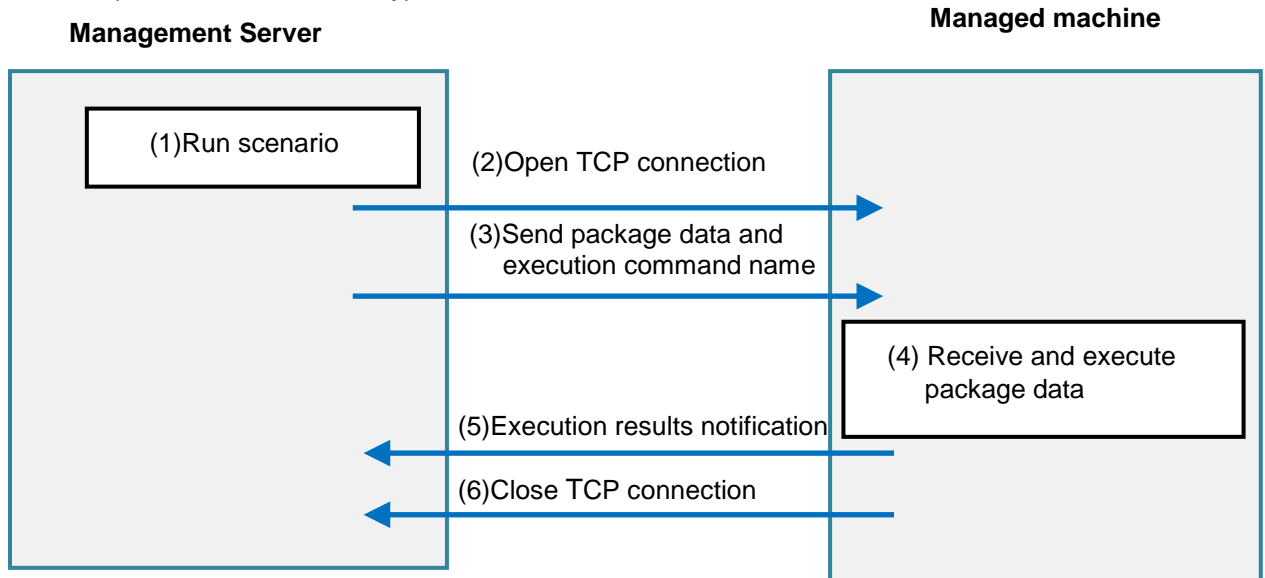 Managed machine
Management Server
(1)Run scenario
(2)Open TCP connection
(3)Send package data and
execution command name
(4) Receive and execute
package data
(5)Execution results notification
(6)Close TCP connection